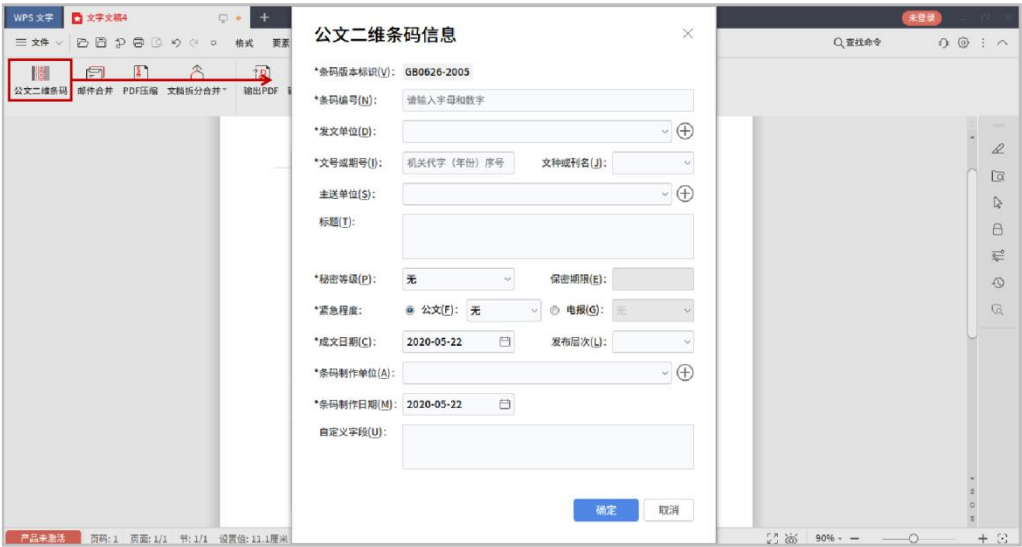 WPS 文字 文字文稿4 未登录
文件 格式 要素 查找命令
公文二维条码 邮件合并 PDF压缩 文档拆分合并 输出PDF
公文二维条码信息
*条码版本标识(V): GB0626-2005
*条码编号(N): 请输入字母和数字
*发文单位(D):
*文号或期号(I): 机关代字（年份）序号 文种或刊名(J):
主送单位(S):
标题(T):
*秘密等级(P): 无 保密期限(E):
*紧急程度: 公文(F): 无 电报(G): 无
*成文日期(C): 2020-05-22 发布层次(L):
*条码制作单位(A):
*条码制作日期(M): 2020-05-22
自定义字段(U):
确定 取消
产品未激活 页码: 1 页面: 1/1 节: 1/1 设置值: 11.1厘米 90%